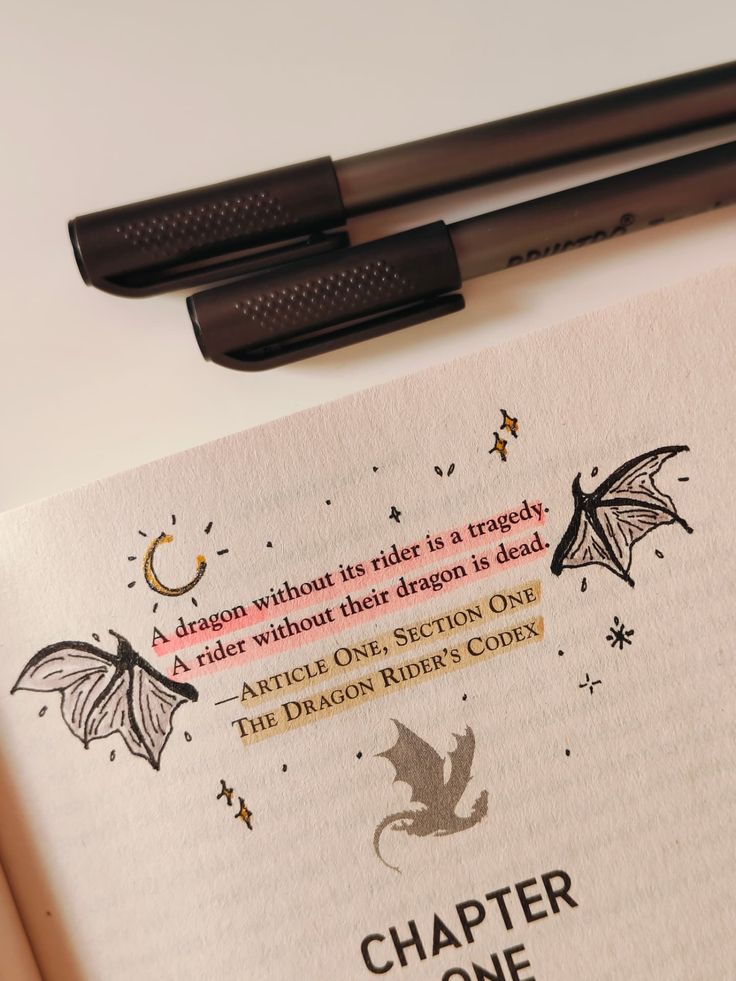 A dragon without its rider is a tragedy.
A rider without their dragon is dead.
—ARTICLE ONE, SECTION ONE
THE DRAGON RIDER'S CODEX
CHAPTER
ONE